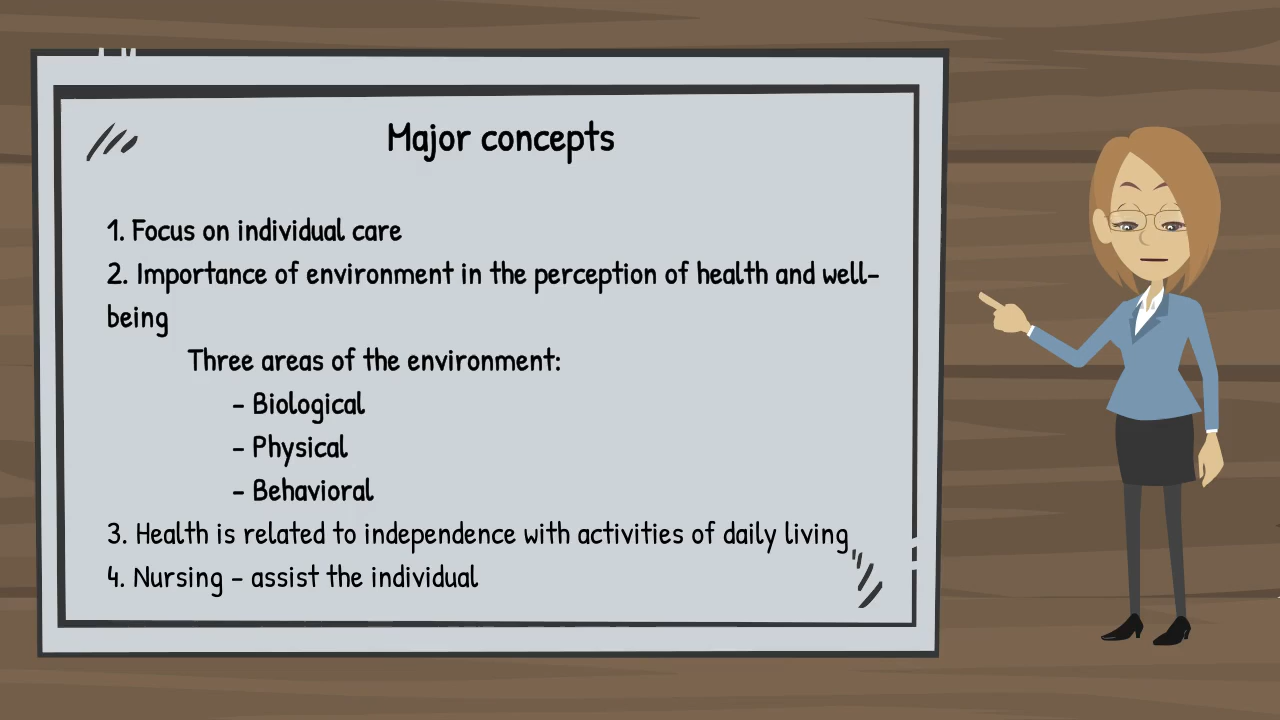 Major concepts
1. Focus on individual care
2. Importance of environment in the perception of health and well-
being
Three areas of the environment:
- Biological
- Physical
- Behavioral
3. Health is related to independence with activities of daily living
4. Nursing - assist the individual